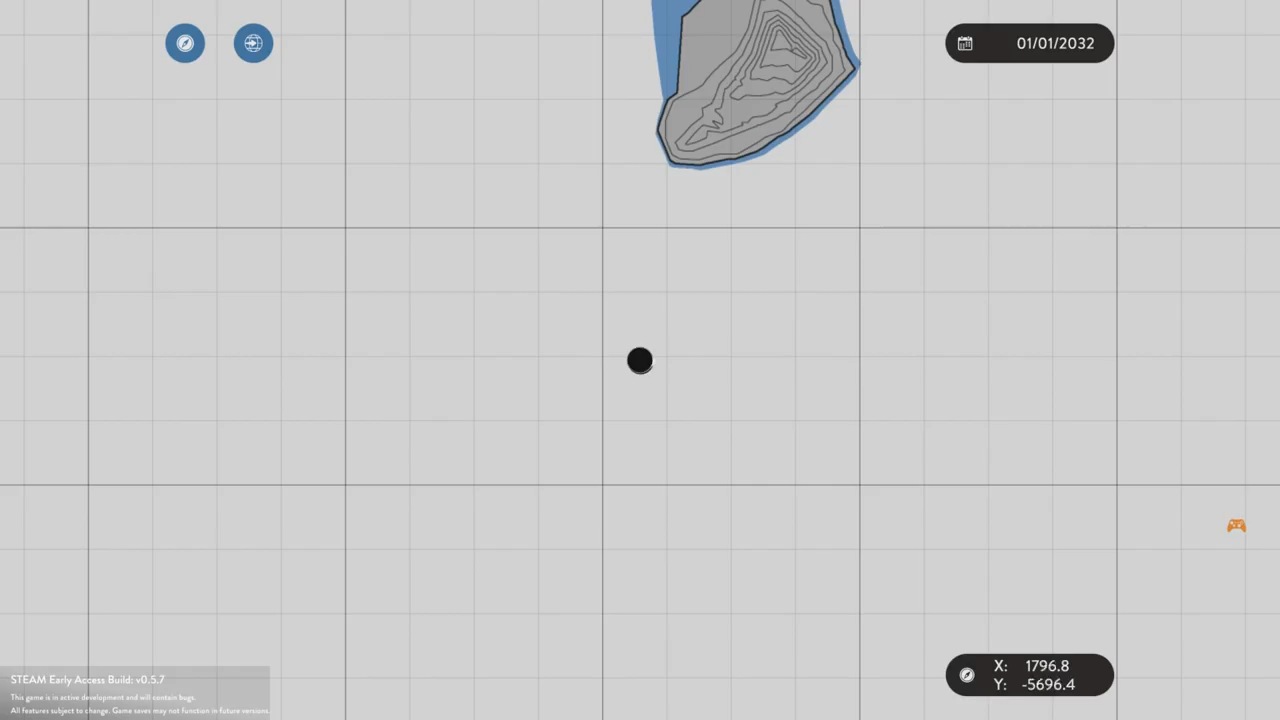 01/01/2032
X: 1796.8
Y: -5696.4
STEAM Early Access Build: v0.5.7
This game is in active development and will contain bugs.
All features subject to change. Game saves may not function in future versions.